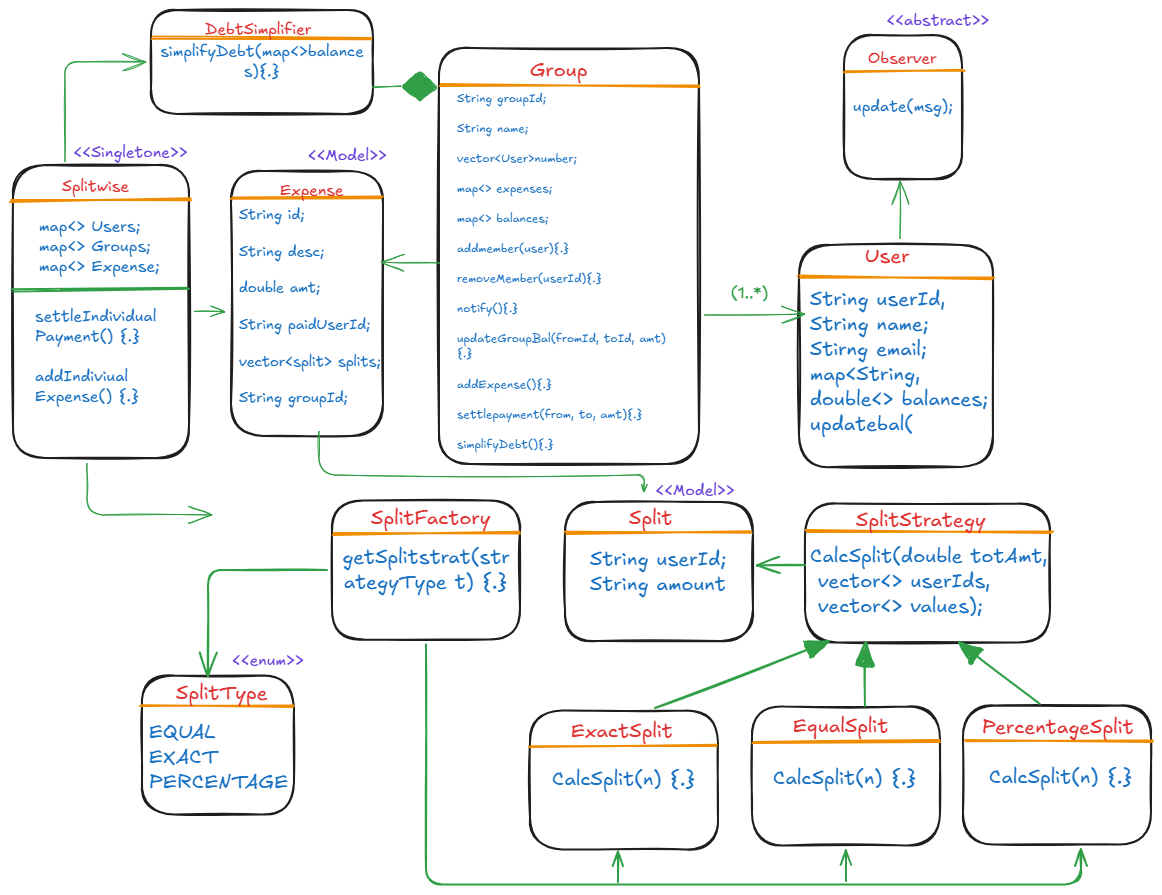 DebtSimplifier
simplifyDebt(map<>balance
s){.}
<<abstract>>
Observer
update(msg);
Group
String groupId;
String name;
vector<User>number;
map<> expenses;
map<> balances;
addmember(user){.}
removeMember(userId){.}
notify(){.}
updateGroupBal(fromId, toId, amt)
{.}
addExpense(){.}
settlepayment(from, to, amt){.}
simplifyDebt(){.}
<<Singletone>>
Splitwise
map<> Users;
map<> Groups;
map<> Expense;
settleIndividual
Payment() {.}
addIndiviual
Expense() {.}
<<Model>>
Expense
String id;
String desc;
double amt;
String paidUserId;
vector<split> splits;
String groupId;
(1..*)
User
String userId,
String name;
Stirng email;
map<String,
double<> balances;
updatebal(
SplitFactory
getSplitstrat(str
ategyType t) {.}
<<Model>>
Split
String userId;
String amount
SplitStrategy
CalcSplit(double totAmt,
vector<> userIds,
vector<> values);
<<enum>>
SplitType
EQUAL
EXACT
PERCENTAGE
ExactSplit
CalcSplit(n) {.}
EqualSplit
CalcSplit(n) {.}
PercentageSplit
CalcSplit(n) {.}